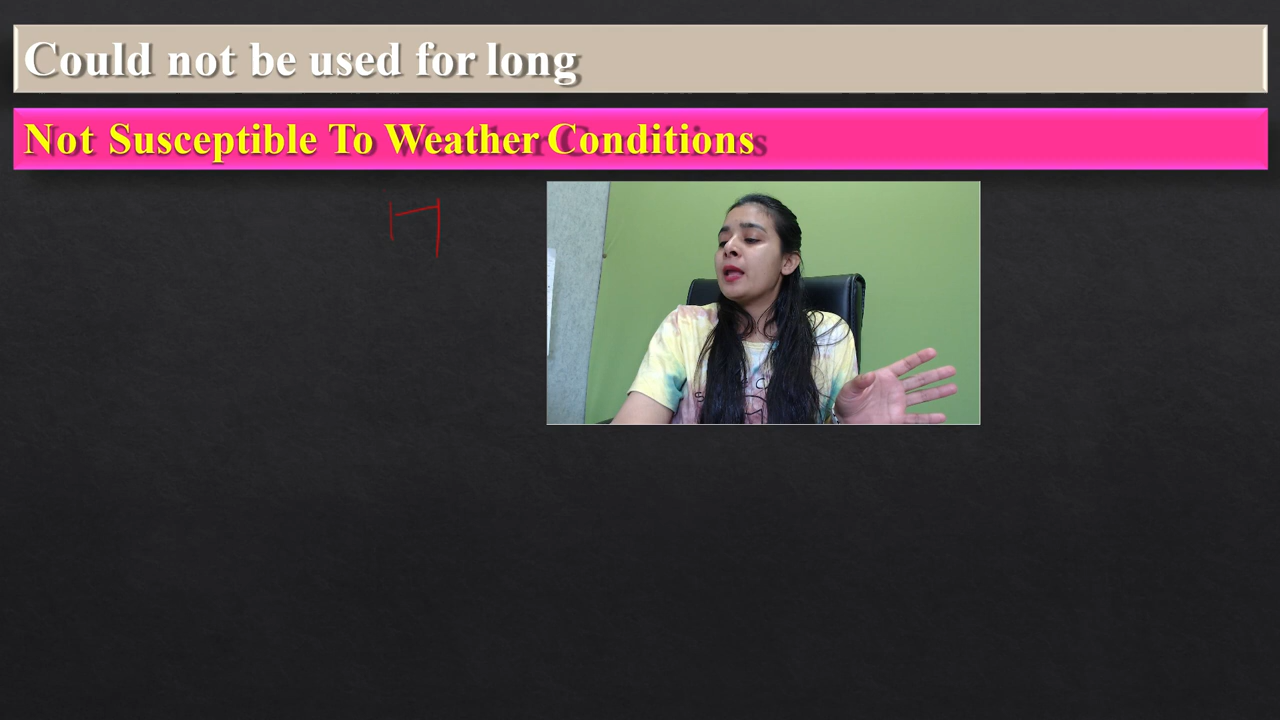 Could not be used for long
Not Susceptible To Weather Conditions